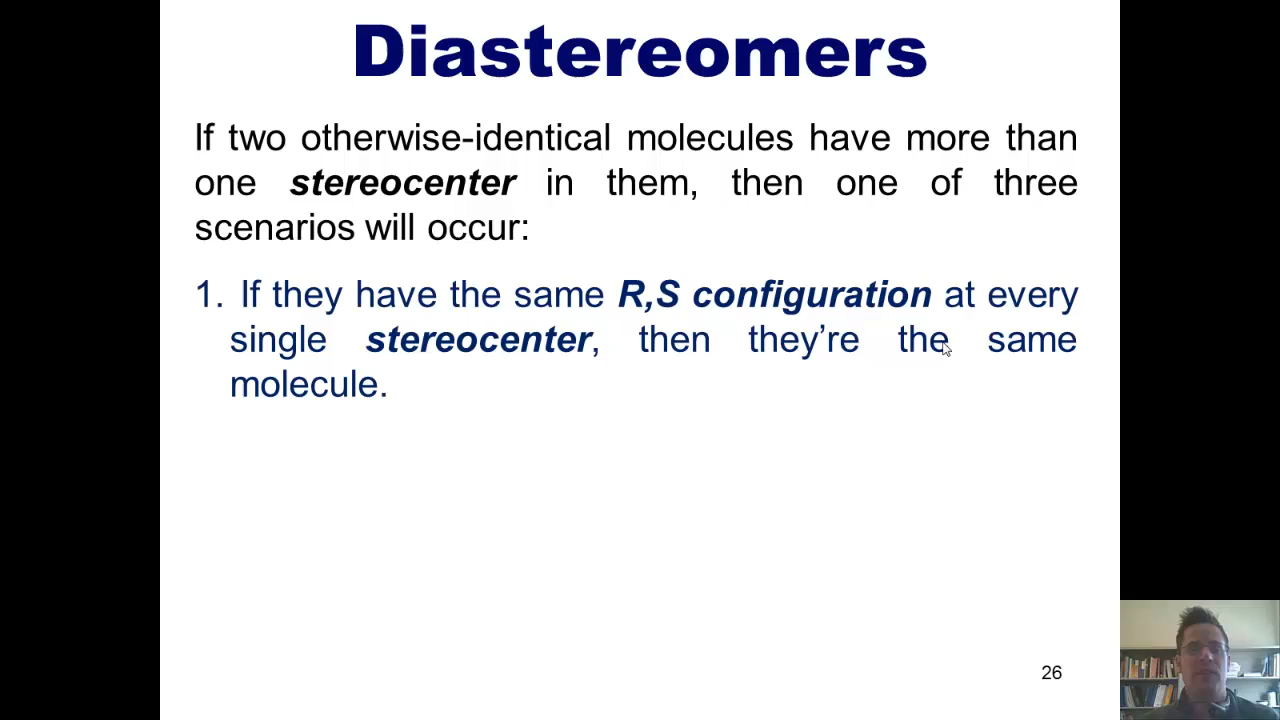 Diastereomers
If two otherwise-identical molecules have more than
one stereocenter in them, then one of three
scenarios will occur:
1. If they have the same R,S configuration at every
single stereocenter, then they’re the same
molecule.
26